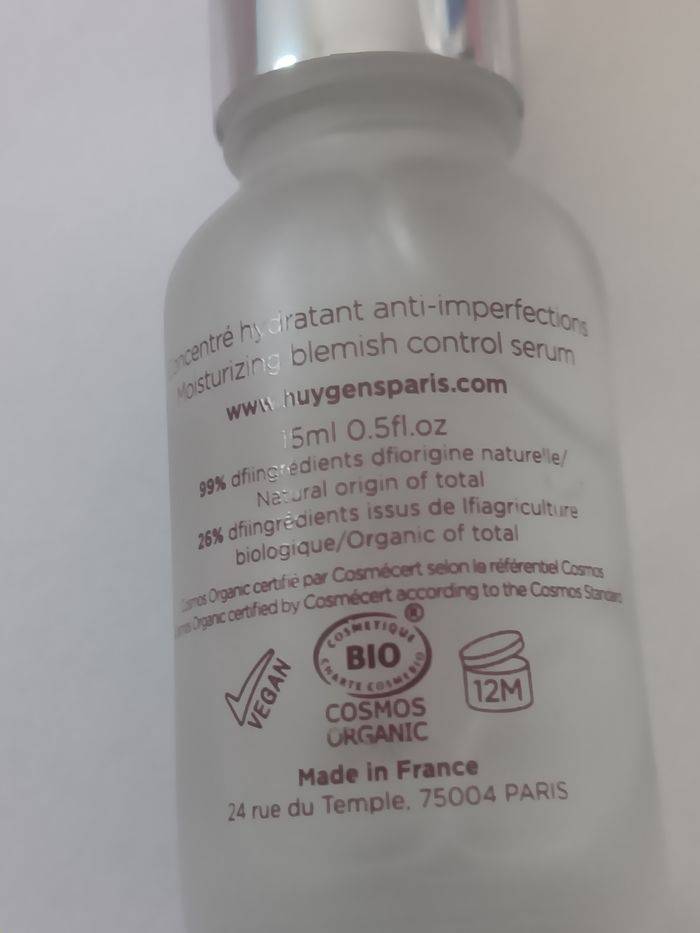 Concentré hydratant anti-imperfections
Moisturizing blemish control serum
www.huygensparis.com
15ml 0.5fl.oz
99% dfiingrédients dfiorigine naturelle/
Natural origin of total
26% dfiingrédients issus de lfiagriculture
biologique/Organic of total
Cosmos Organic certifié par Cosmécert selon le référentiel Cosmos
Cosmos Organic certified by Cosmécert according to the Cosmos Standard
VEGAN
COSMETIQUE
BIO
®
CHARTE COSMEBIO
COSMOS
ORGANIC
12M
Made in France
24 rue du Temple, 75004 PARIS